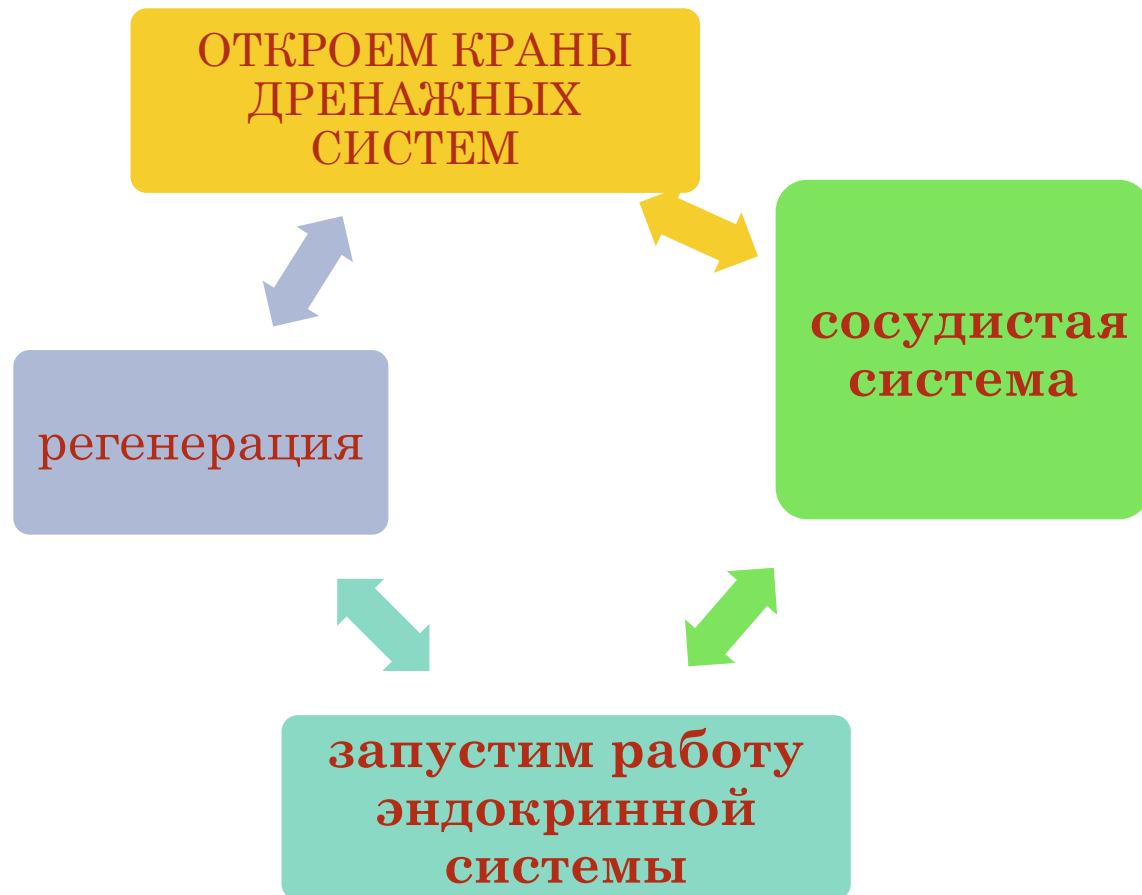 ОТКРОЕМ КРАНЫ
ДРЕНАЖНЫХ
СИСТЕМ
сосудистая
система
регенерация
запустим работу
эндокринной
системы